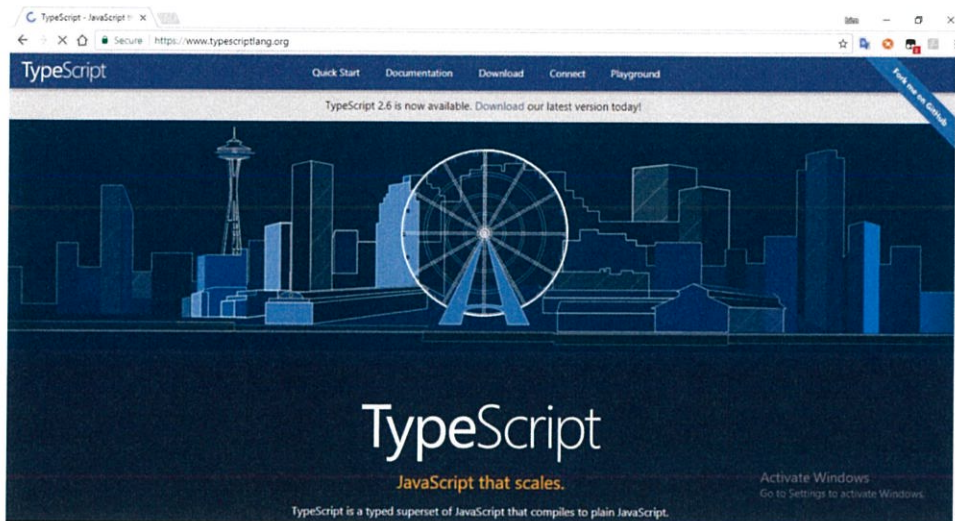 TypeScript - JavaScript th
Secure https://www.typescriptlang.org
TypeScript
Quick Start Documentation Download Connect Playground
Fork me on GitHub
TypeScript 2.6 is now available. Download our latest version today!
TypeScript
JavaScript that scales.
Activate Windows
Go to Settings to activate Windows.
TypeScript is a typed superset of JavaScript that compiles to plain JavaScript.